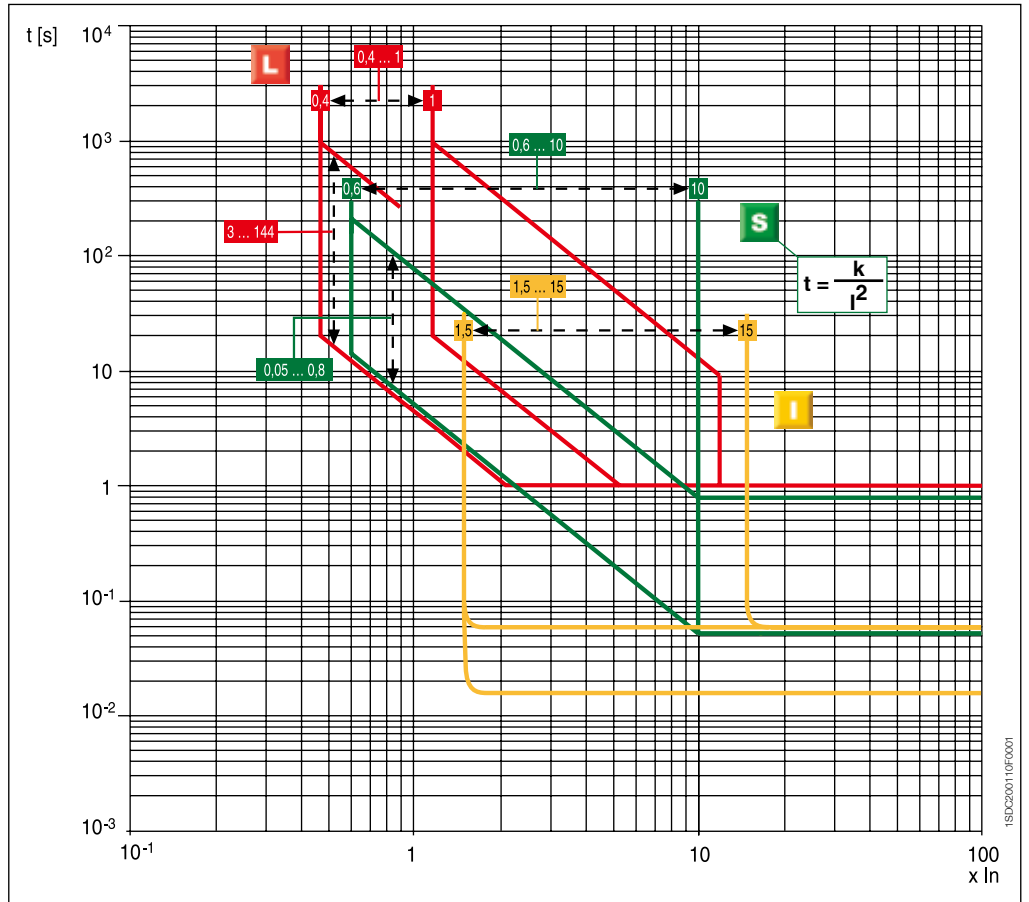 t [s]
10⁴
L
0,4 ... 1
0,4
1
10³
0,6 ... 10
0,6
10
S
3 ... 144
10²
t = k
I²
1,5 ... 15
1,5
15
0,05 ... 0,8
10
I
1
10⁻¹
10⁻²
10⁻³
10⁻¹
1
10
100
x In
1SDC200110F0001